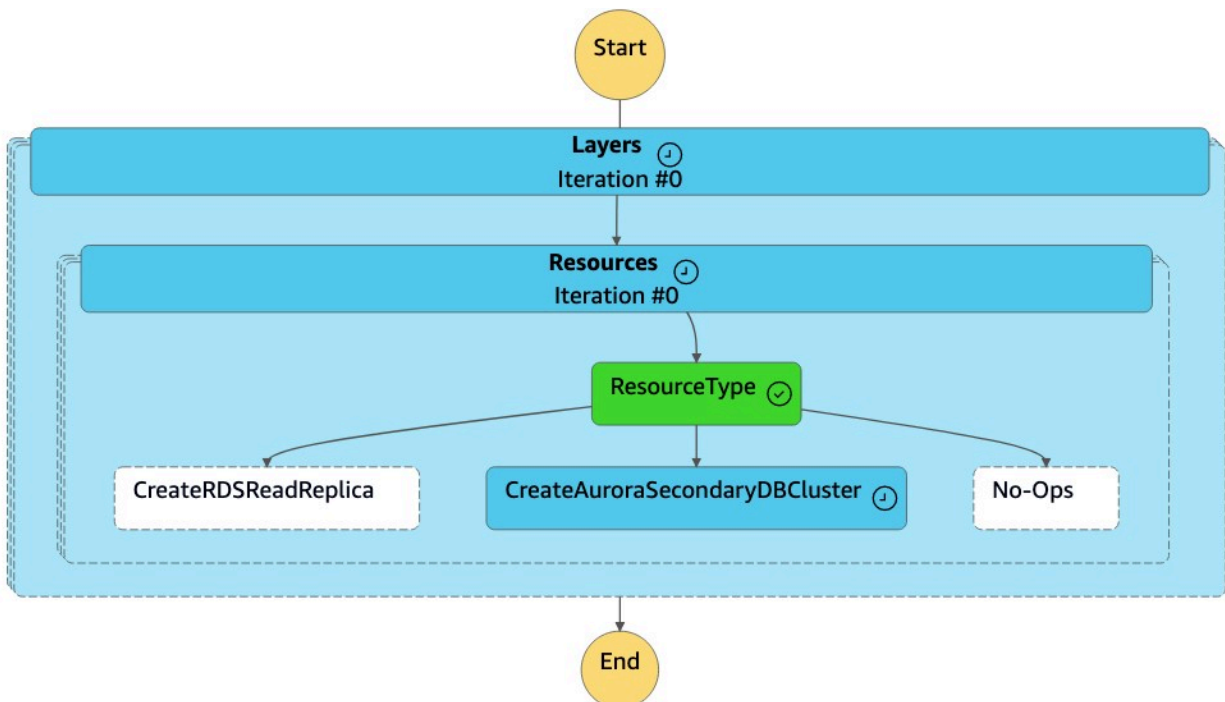 Start
Layers
Iteration #0
Resources
Iteration #0
ResourceType
CreateRDSReadReplica
CreateAuroraSecondaryDBCluster
No-Ops
End